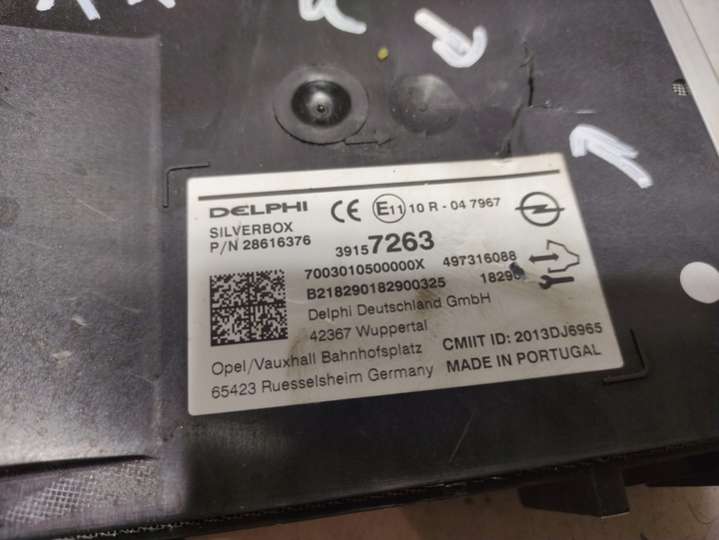 DELPHI
SILVERBOX
P/N 28616376
CE E11 10 R - 04 7967
39157263
7003010500000X 497316088
B218290182900325
Delphi Deutschland GmbH
42367 Wuppertal
Opel/Vauxhall Bahnhofsplatz
65423 Ruesselsheim Germany
CMIIT ID: 2013DJ6965
MADE IN PORTUGAL